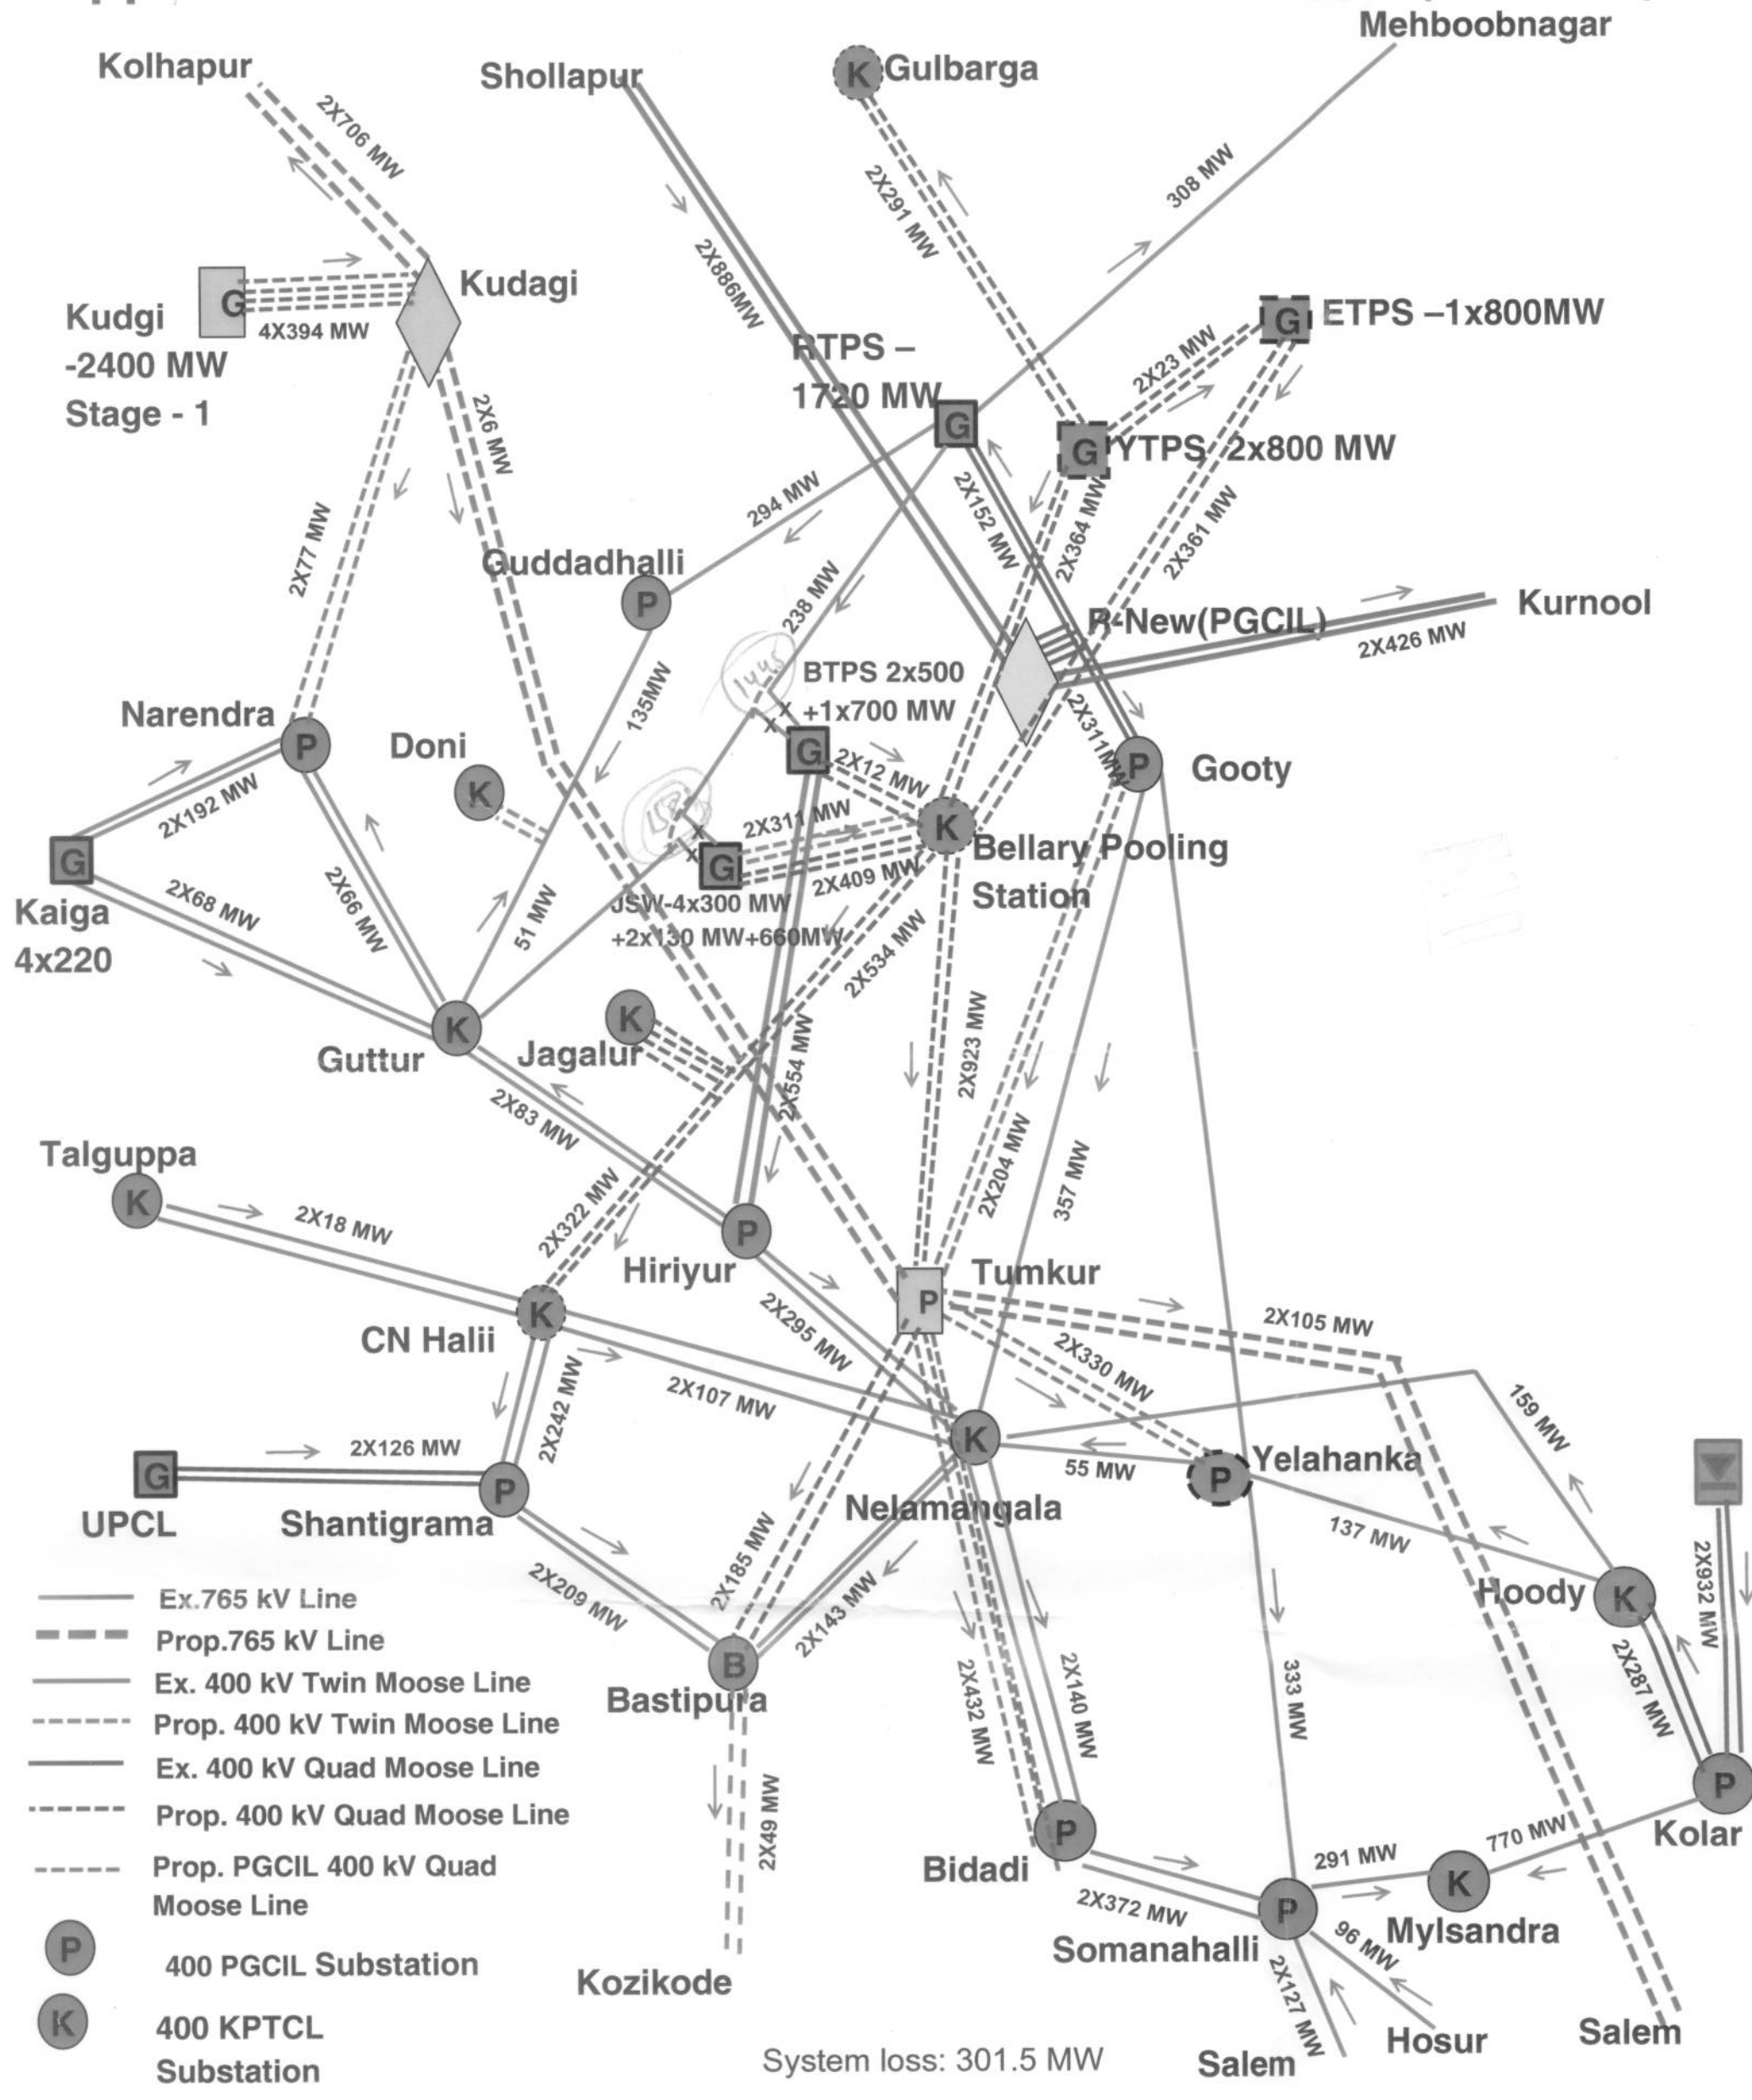 Mehboobnagar
Kolhapur
Shollapur
K
Gulbarga
2X706 MW
2X291 MW
308 MW
2X886MW
Kudagi
G
Kudgi
-2400 MW
Stage - 1
4X394 MW
G
ETPS –1x800MW
2X23 MW
RTPS –
1720 MW
G
G
YTPS 2x800 MW
2X6 MW
294 MW
2X152 MW
2X364 MW
2X361 MW
2X77 MW
Guddadhalli
P
238 MW
R-New(PGCIL)
Kurnool
2X426 MW
1445
BTPS 2x500
+1x700 MW
135MW
Narendra
P
Doni
K
x
x
G
2X12 MW
2X311MW
P
Gooty
2X192 MW
G
Kaiga
4x220
2X68 MW
2X66 MW
51 MW
x
x
G
2X311 MW
2X409 MW
K
Bellary Pooling
Station
JSW-4x300 MW
+2x130 MW+660MW
2X534 MW
K
Guttur
K
Jagalur
2X554 MW
2X923 MW
2X83 MW
2X204 MW
357 MW
Talguppa
K
2X18 MW
2X322 MW
P
Hiriyur
Tumkur
P
K
CN Halii
2X295 MW
2X105 MW
2X330 MW
2X242 MW
2X107 MW
159 MW
2X126 MW
G
UPCL
P
Shantigrama
K
Nelamangala
55 MW
P
Yelahanka
137 MW
2X185 MW
2X209 MW
2X143 MW
Hoody
K
2X932 MW
2X287 MW
B
Bastipura
2X432 MW
2X140 MW
333 MW
2X49 MW
P
Kolar
770 MW
P
Bidadi
291 MW
K
Mylsandra
2X372 MW
P
Somanahalli
96 MW
2X127 MW
Kozikode
Hosur
Salem
Salem
Ex.765 kV Line
Prop.765 kV Line
Ex. 400 kV Twin Moose Line
Prop. 400 kV Twin Moose Line
Ex. 400 kV Quad Moose Line
Prop. 400 kV Quad Moose Line
Prop. PGCIL 400 kV Quad
Moose Line
P
400 PGCIL Substation
K
400 KPTCL
Substation
System loss: 301.5 MW